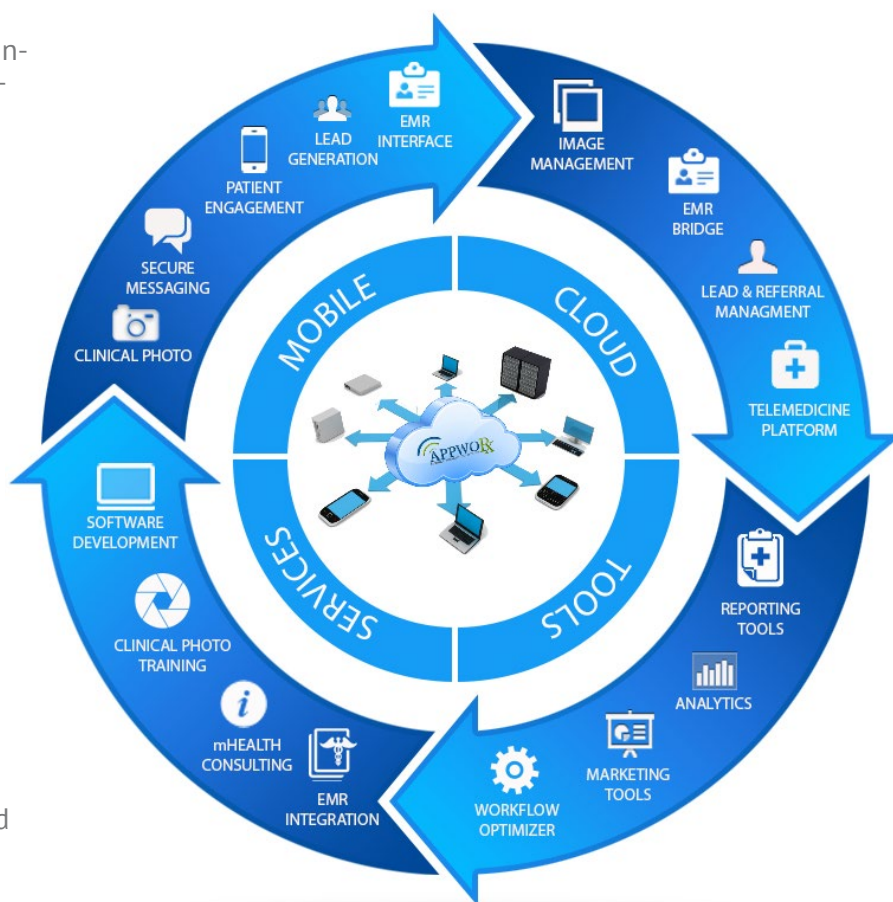 n-
-
EMR
INTERFACE
LEAD
GENERATION
PATIENT
ENGAGEMENT
SECURE
MESSAGING
CLINICAL PHOTO
IMAGE
MANAGEMENT
EMR
BRIDGE
LEAD & REFERRAL
MANAGMENT
TELEMEDICINE
PLATFORM
MOBILE
CLOUD
APPWORx
SERVICES
TOOLS
REPORTING
TOOLS
ANALYTICS
MARKETING
TOOLS
WORKFLOW
OPTIMIZER
SOFTWARE
DEVELOPMENT
CLINICAL PHOTO
TRAINING
i
mHEALTH
CONSULTING
EMR
INTEGRATION
d